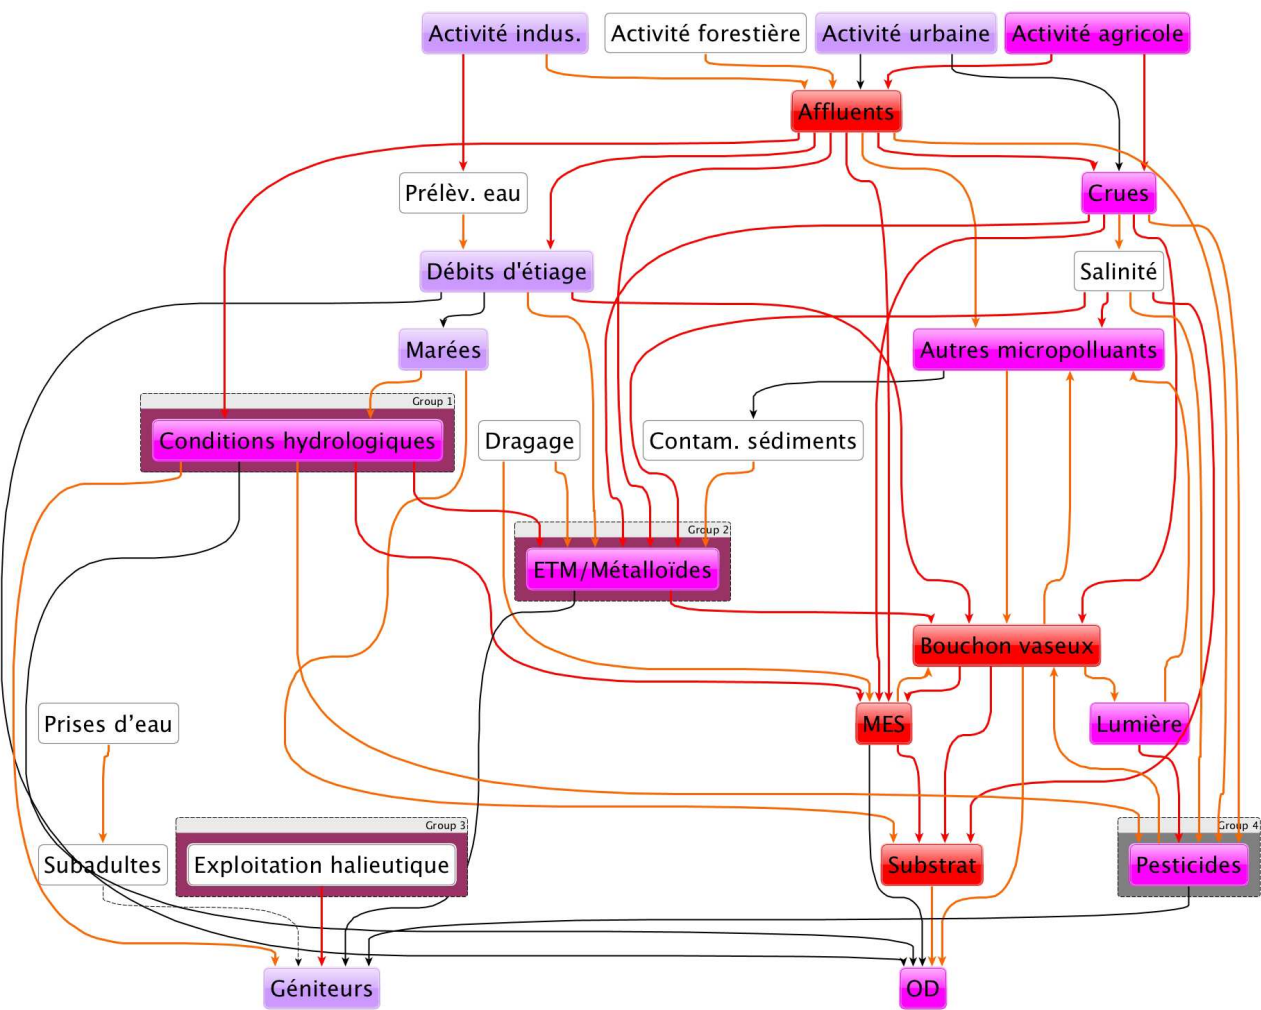 Activité indus.
Activité forestière
Activité urbaine
Activité agricole
Affluents
Prélèv. eau
Crues
Débits d'étiage
Salinité
Marées
Autres micropolluants
Group 1
Conditions hydrologiques
Dragage
Contam. sédiments
Group 2
ETM/Métalloïdes
Bouchon vaseux
Prises d’eau
MES
Lumière
Group 3
Group 4
Subadultes
Exploitation halieutique
Substrat
Pesticides
Géniteurs
OD